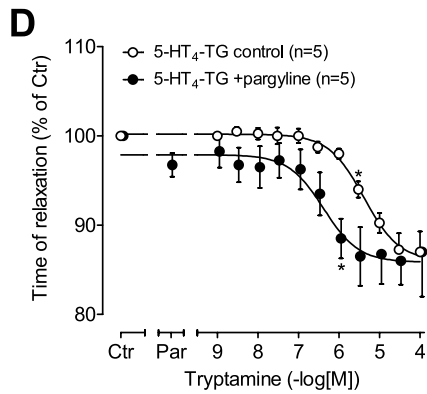 D
5-HT₄-TG control (n=5)
5-HT₄-TG +pargyline (n=5)
Time of relaxation (% of Ctr)
110
100
90
80
*
*
Ctr Par 9 8 7 6 5 4
Tryptamine (-log[M])